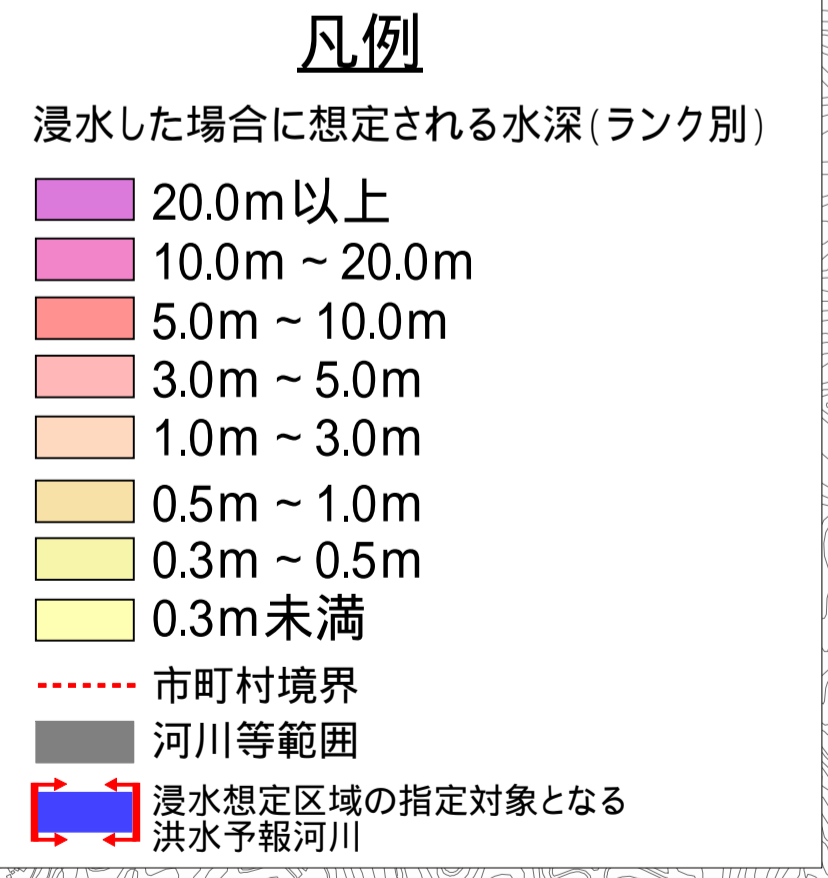 凡例
浸水した場合に想定される水深(ランク別)
20.0m以上
10.0m ~ 20.0m
5.0m ~ 10.0m
3.0m ~ 5.0m
1.0m ~ 3.0m
0.5m ~ 1.0m
0.3m ~ 0.5m
0.3m未満
市町村境界
河川等範囲
浸水想定区域の指定対象となる
洪水予報河川